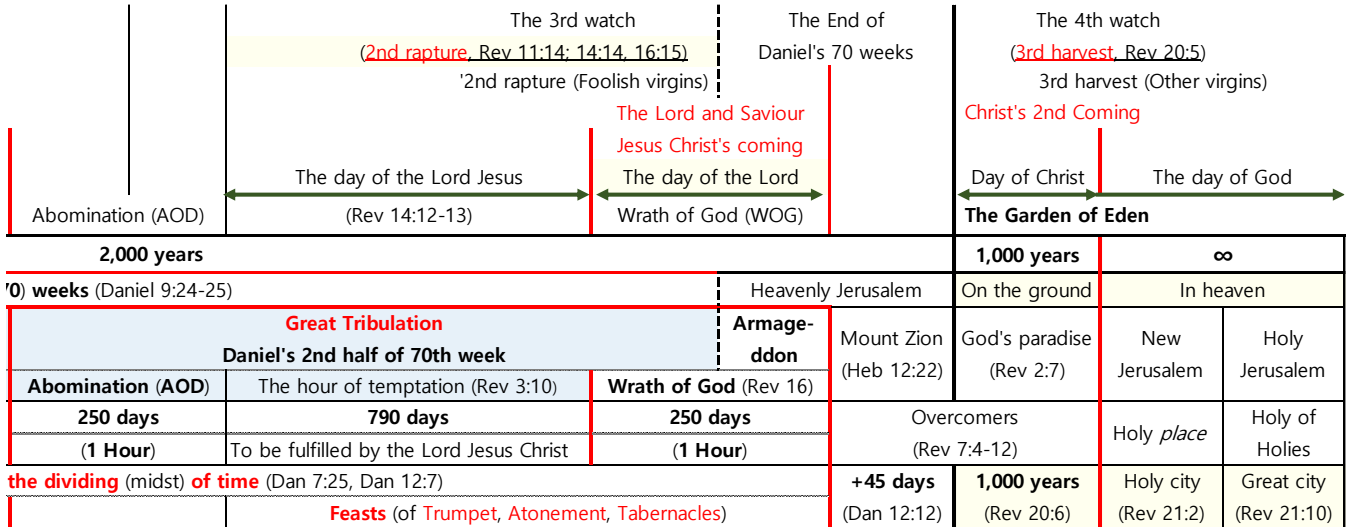 The 3rd watch
The End of
The 4th watch
(2nd rapture, Rev 11:14; 14:14, 16:15)
Daniel's 70 weeks
(3rd harvest, Rev 20:5)
'2nd rapture (Foolish virgins)
3rd harvest (Other virgins)
The Lord and Saviour
Christ's 2nd Coming
Jesus Christ's coming
The day of the Lord Jesus
The day of the Lord
Day of Christ
The day of God
Abomination (AOD)
(Rev 14:12-13)
Wrath of God (WOG)
The Garden of Eden
2,000 years
1,000 years
∞
70) weeks (Daniel 9:24-25)
Heavenly Jerusalem
On the ground
In heaven
Great Tribulation
Daniel's 2nd half of 70th week
Armage-
ddon
Mount Zion
(Heb 12:22)
God's paradise
(Rev 2:7)
New
Jerusalem
Holy
Jerusalem
Abomination (AOD)
The hour of temptation (Rev 3:10)
Wrath of God (Rev 16)
250 days
790 days
250 days
Overcomers
(Rev 7:4-12)
Holy place
Holy of
Holies
(1 Hour)
To be fulfilled by the Lord Jesus Christ
(1 Hour)
the dividing (midst) of time (Dan 7:25, Dan 12:7)
+45 days
(Dan 12:12)
1,000 years
(Rev 20:6)
Holy city
(Rev 21:2)
Great city
(Rev 21:10)
Feasts (of Trumpet, Atonement, Tabernacles)